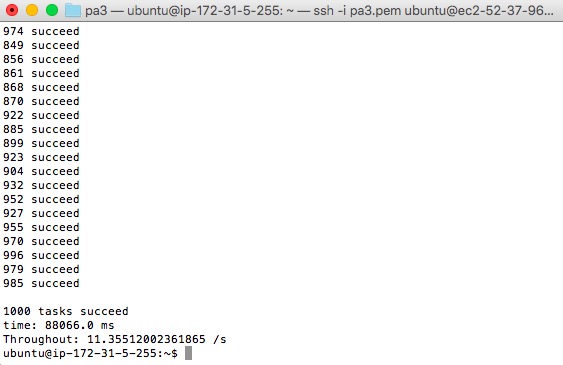 pa3 — ubuntu@ip-172-31-5-255: ~ — ssh -i pa3.pem ubuntu@ec2-52-37-96...
974 succeed
849 succeed
856 succeed
861 succeed
868 succeed
870 succeed
922 succeed
885 succeed
899 succeed
923 succeed
904 succeed
932 succeed
952 succeed
927 succeed
955 succeed
970 succeed
996 succeed
979 succeed
985 succeed
1000 tasks succeed
time: 88066.0 ms
Throughout: 11.35512002361865 /s
ubuntu@ip-172-31-5-255:~$